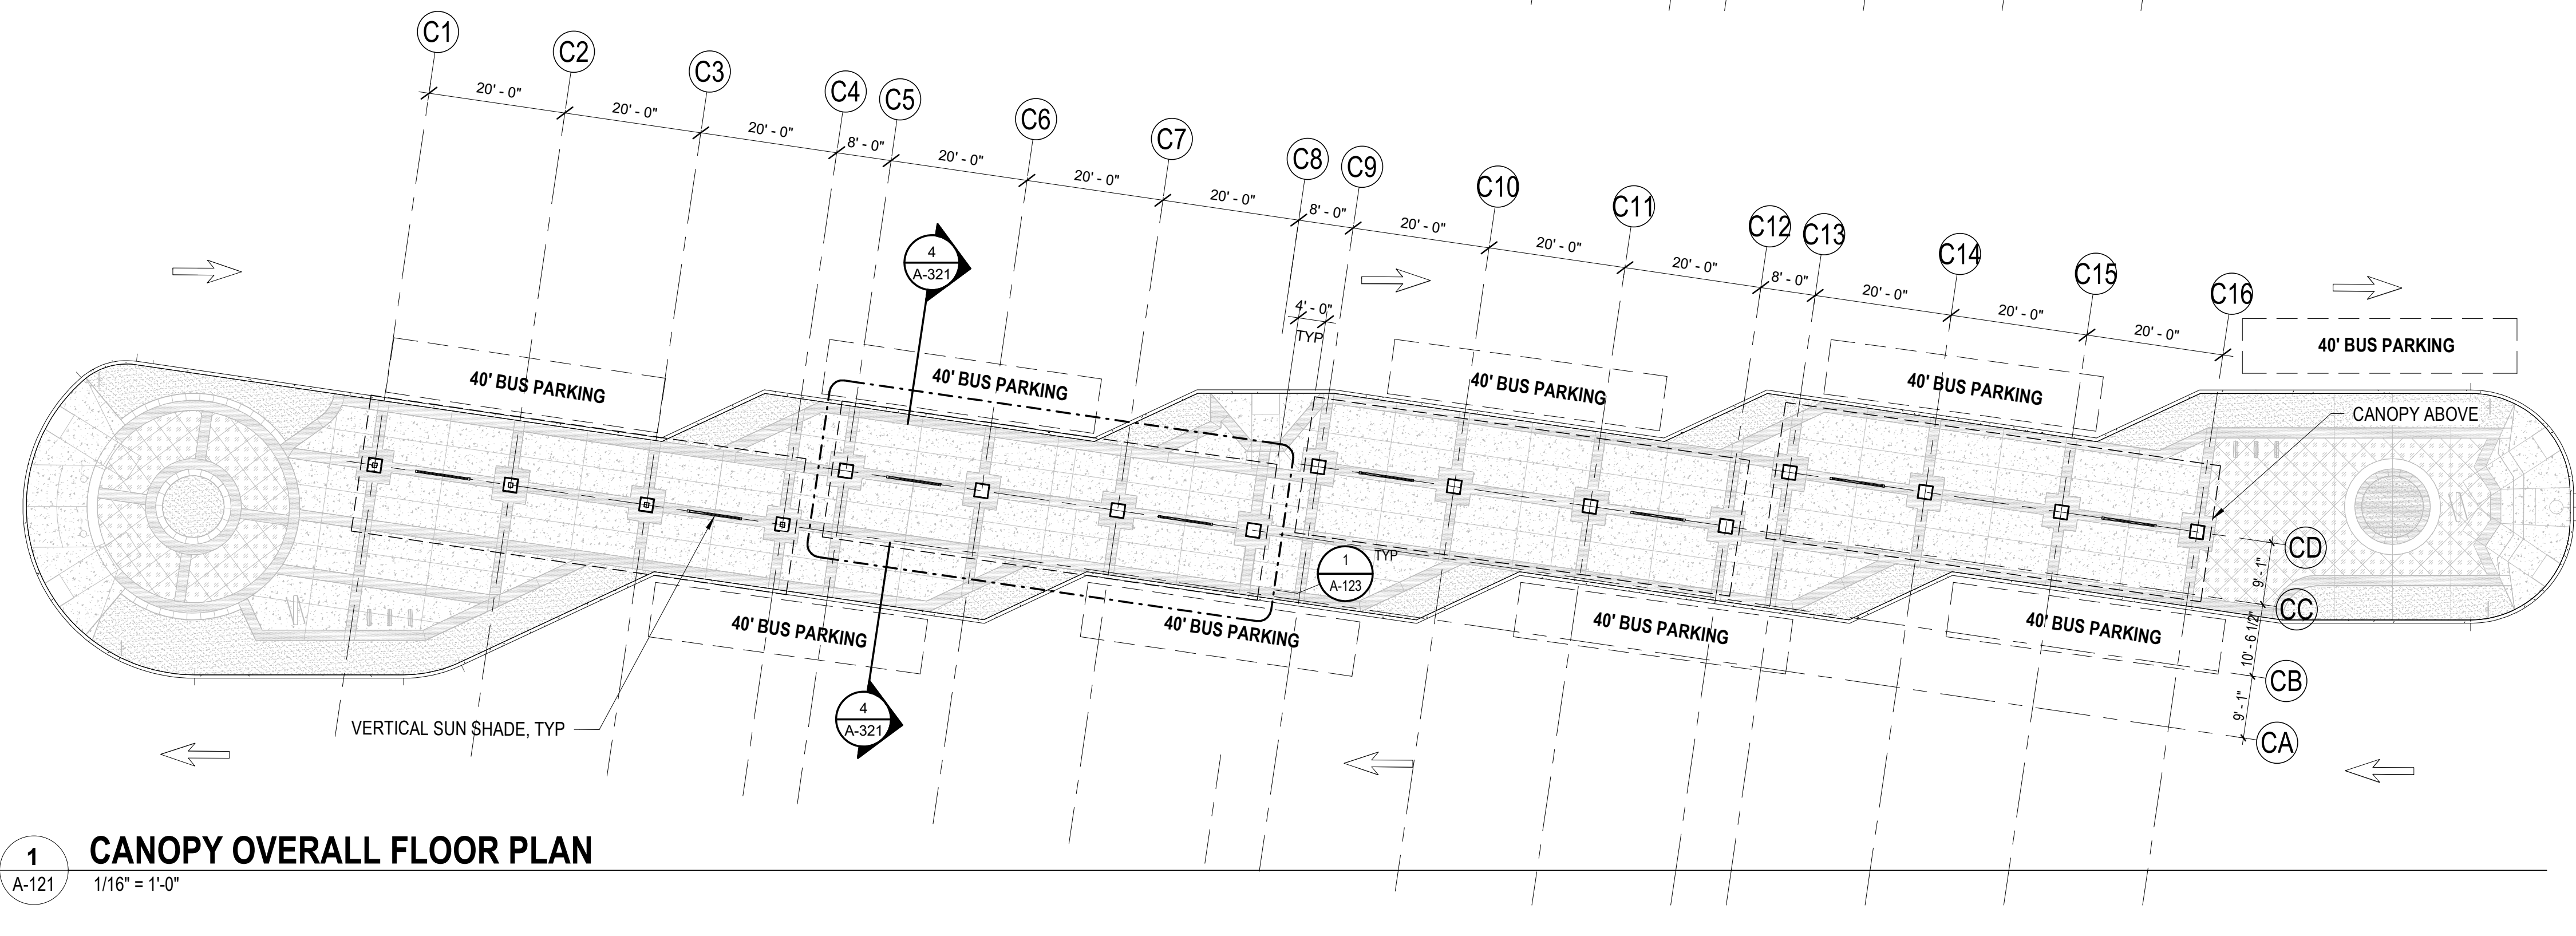 C1
C2
C3
C4
C5
C6
C7
C8
C9
C10
C11
C12
C13
C14
C15
C16
20' - 0"
20' - 0"
20' - 0"
8' - 0"
20' - 0"
20' - 0"
20' - 0"
8' - 0"
20' - 0"
20' - 0"
20' - 0"
8' - 0"
20' - 0"
20' - 0"
20' - 0"
4
A-321
4' - 0"
TYP
40' BUS PARKING
40' BUS PARKING
40' BUS PARKING
40' BUS PARKING
40' BUS PARKING
CANOPY ABOVE
1
A-123
TYP
CD
9' - 1"
CC
10' - 6 1/2"
CB
9' - 1"
CA
40' BUS PARKING
40' BUS PARKING
40' BUS PARKING
40' BUS PARKING
VERTICAL SUN SHADE, TYP
4
A-321
1
A-121
CANOPY OVERALL FLOOR PLAN
1/16" = 1'-0"